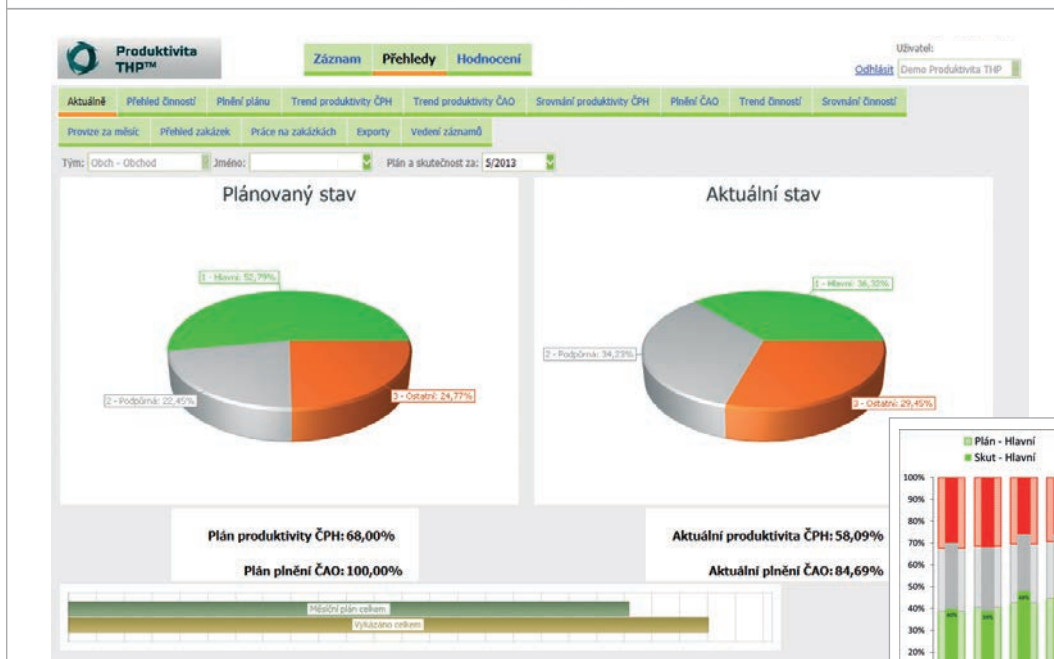 Produktivita
THP™
Záznam Přehledy Hodnocení
Uživatel:
Odhlásit Demo Produktivita THP
Aktuálně Přehled činností Plnění plánu Trend produktivity ČPH Trend produktivity ČAO Srovnání produktivity ČPH Plnění ČAO Trend činností Srovnání činností
Provize za měsíc Přehled zakázek Práce na zakázkách Exporty Vedení záznamů
Tým: Obch - Obchod Jméno: Plán a skutečnost za: 5/2013
Plánovaný stav
Aktuální stav
1 - Hlavní: 52,79%
2 - Podpůrná: 22,45%
3 - Ostatní: 24,77%
1 - Hlavní: 36,32%
2 - Podpůrná: 34,23%
3 - Ostatní: 29,45%
Plán produktivity ČPH: 68,00%
Plán plnění ČAO: 100,00%
Aktuální produktivita ČPH: 58,09%
Aktuální plnění ČAO: 84,69%
Měsíční plán celkem
Vykázáno celkem
Plán - Hlavní
Skut - Hlavní
100%
90%
80%
70%
60%
50%
40%
30%
20%